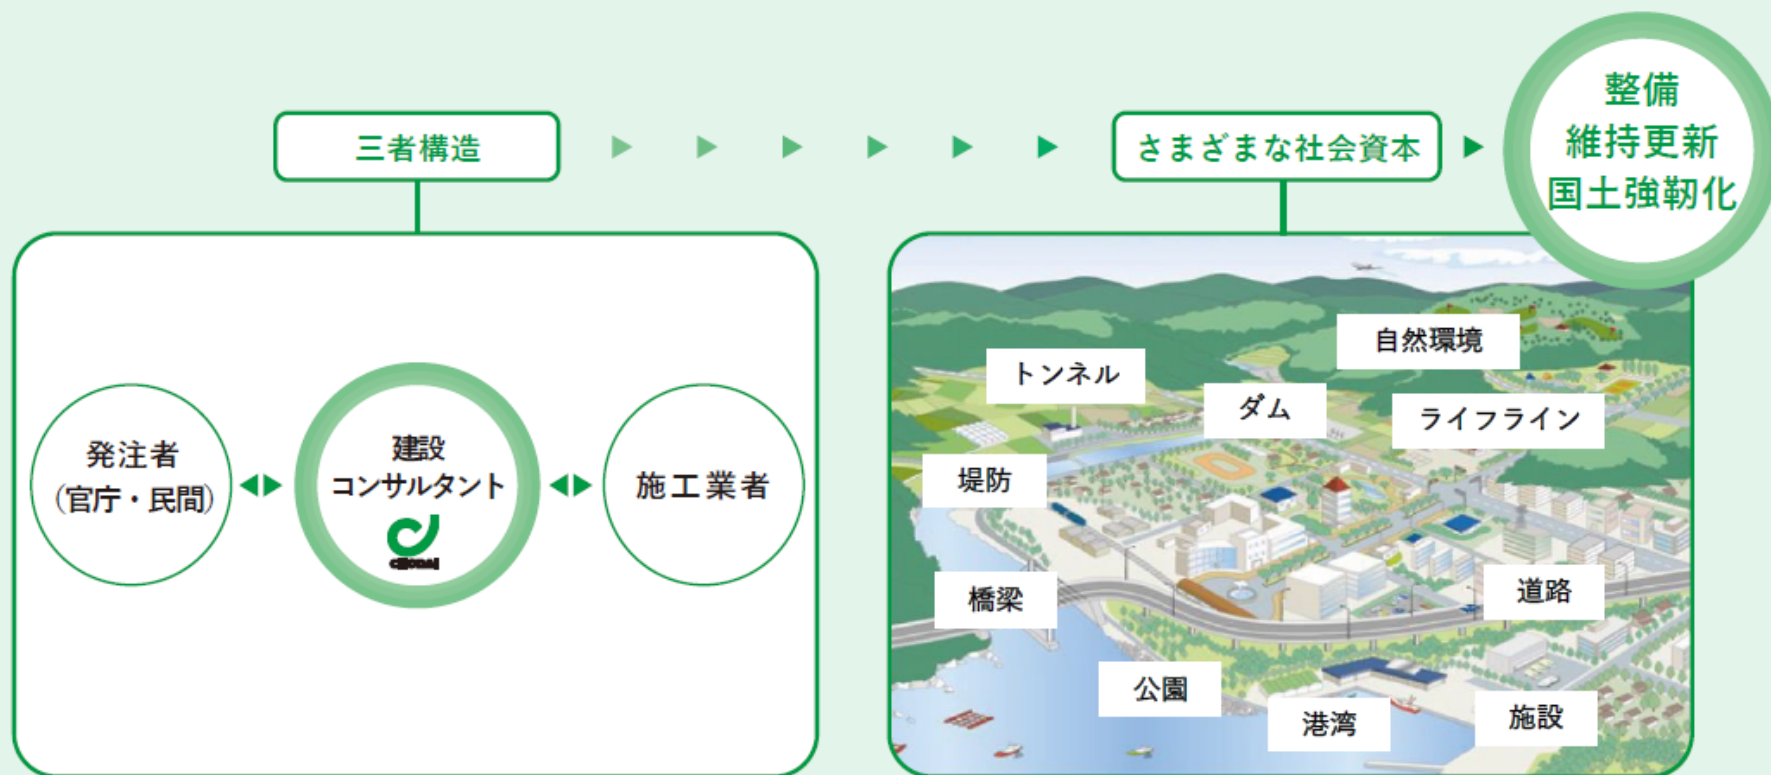 三者構造
さまざまな社会資本
整備
維持更新
国土強靭化
発注者
(官庁・民間)
建設
コンサルタント
CHODAI
施工業者
自然環境
トンネル
ダム
ライフライン
堤防
橋梁
道路
公園
港湾
施設